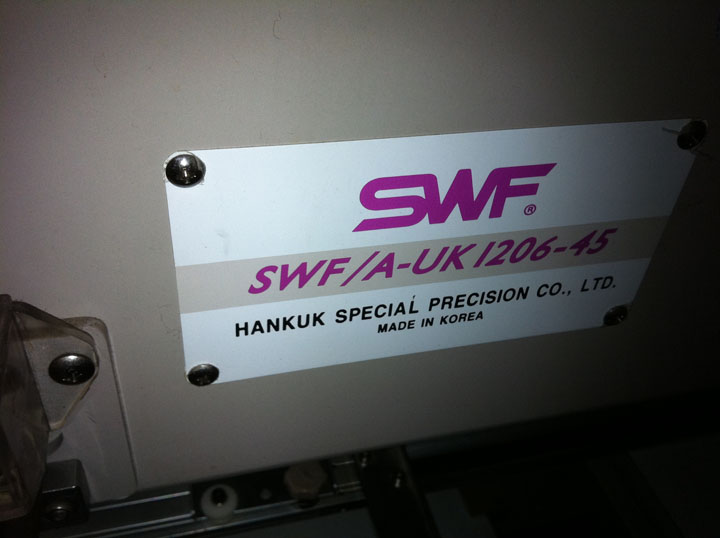 SWF®
SWF/A-UK1206-45
HANKUK SPECIAL PRECISION CO., LTD.
MADE IN KOREA